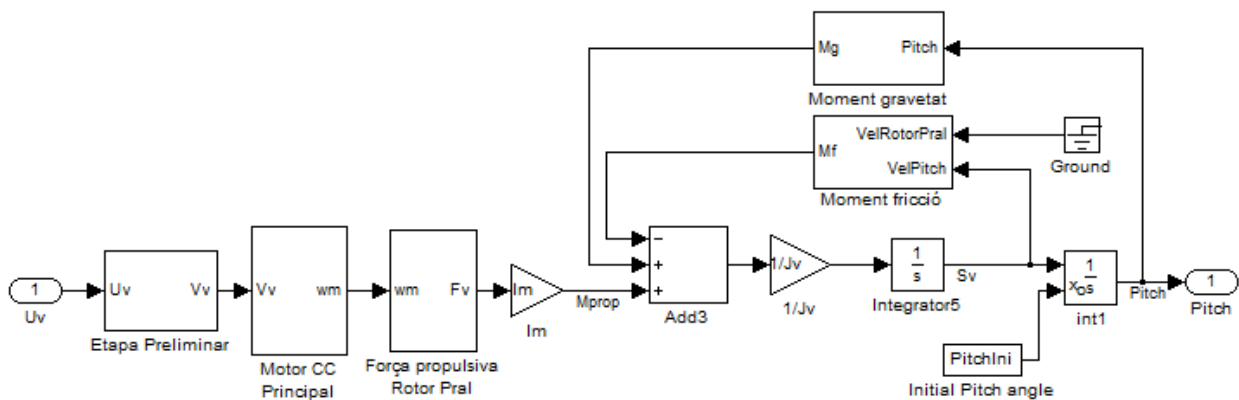 Mg
Pitch
Moment gravetat
VelRotorPral
Mf
VelPitch
Moment fricció
Ground
1
Uv
Uv
Vv
Etapa Preliminar
Vv
wm
Motor CC
Principal
wm
Fv
Força propulsiva
Rotor Pral
Im
Im
Mprop
−
+
+
Add3
1/Jv
1/Jv
1
s
Integrator5
Sv
1
s
xo
int1
Pitch
1
Pitch
PitchIni
Initial Pitch angle